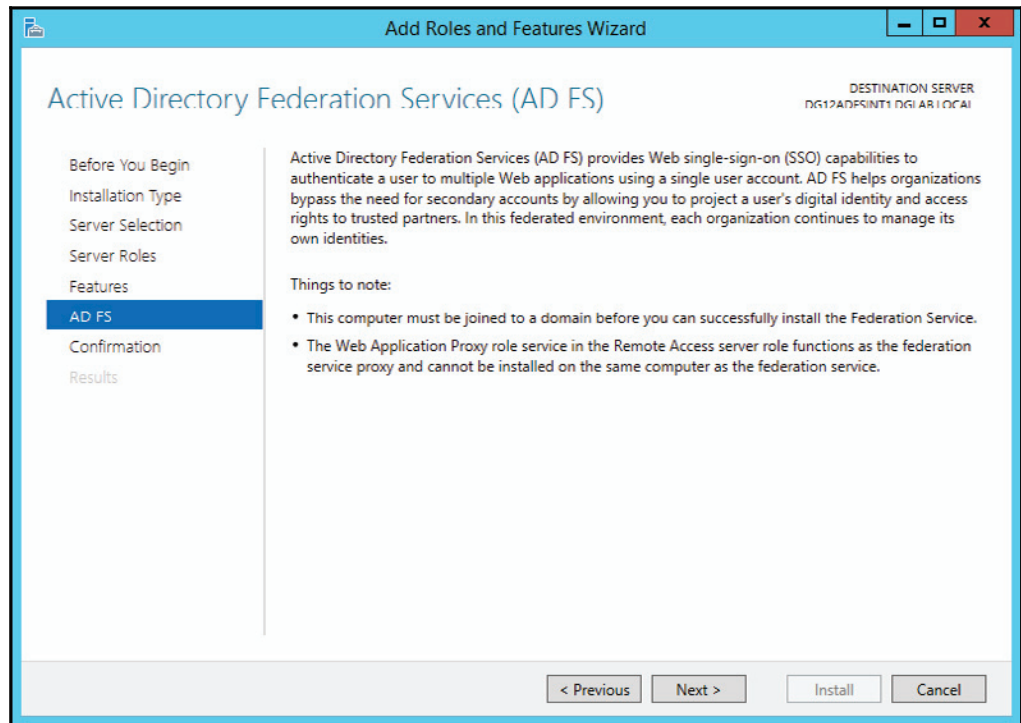 Add Roles and Features Wizard
Active Directory Federation Services (AD FS)
DESTINATION SERVER
DG12ADFSINT1.DGLAB.LOCAL
Before You Begin
Installation Type
Server Selection
Server Roles
Features
AD FS
Confirmation
Results
Active Directory Federation Services (AD FS) provides Web single-sign-on (SSO) capabilities to
authenticate a user to multiple Web applications using a single user account. AD FS helps organizations
bypass the need for secondary accounts by allowing you to project a user's digital identity and access
rights to trusted partners. In this federated environment, each organization continues to manage its
own identities.
Things to note:
• This computer must be joined to a domain before you can successfully install the Federation Service.
• The Web Application Proxy role service in the Remote Access server role functions as the federation
service proxy and cannot be installed on the same computer as the federation service.
< Previous
Next >
Install
Cancel